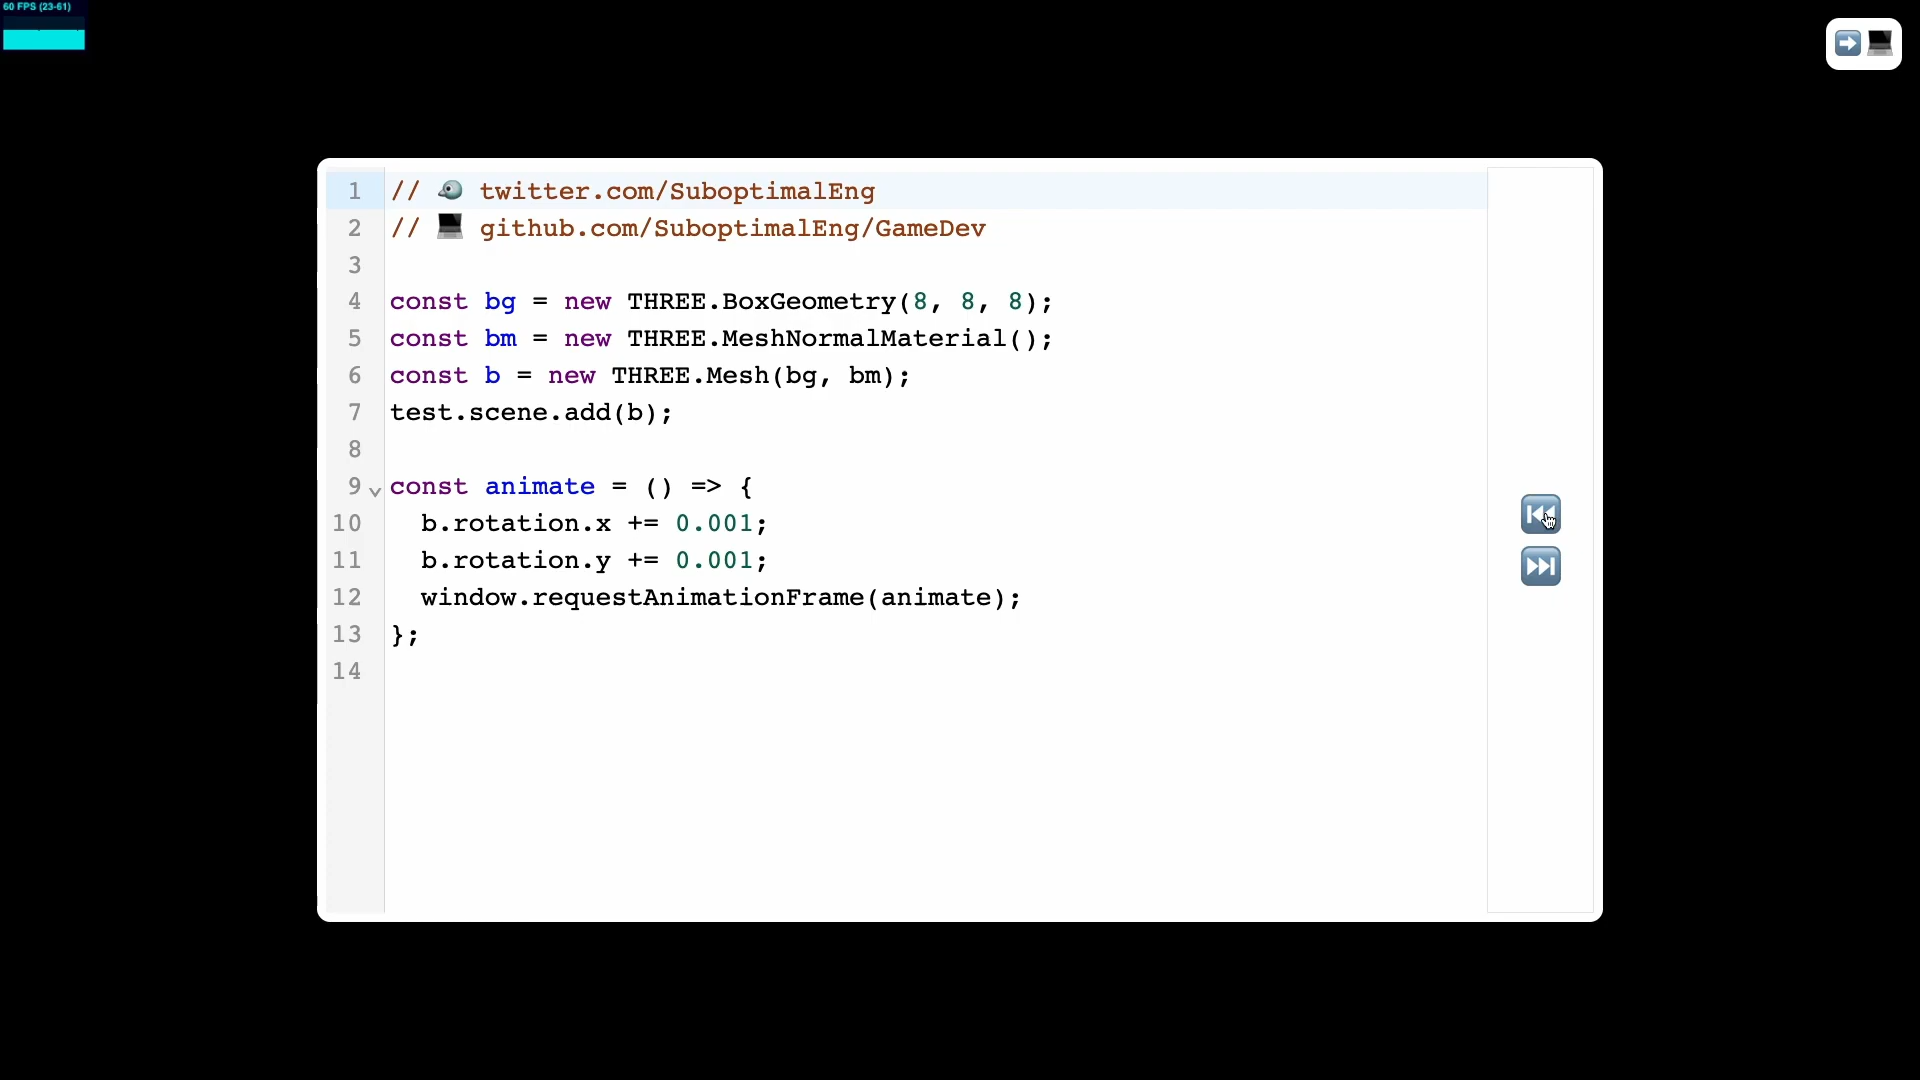 60 FPS (23-61)
1 // 🐦 twitter.com/SuboptimalEng
2 // 💻 github.com/SuboptimalEng/GameDev
3
4 const bg = new THREE.BoxGeometry(8, 8, 8);
5 const bm = new THREE.MeshNormalMaterial();
6 const b = new THREE.Mesh(bg, bm);
7 test.scene.add(b);
8
9 const animate = () => {
10   b.rotation.x += 0.001;
11   b.rotation.y += 0.001;
12   window.requestAnimationFrame(animate);
13 };
14